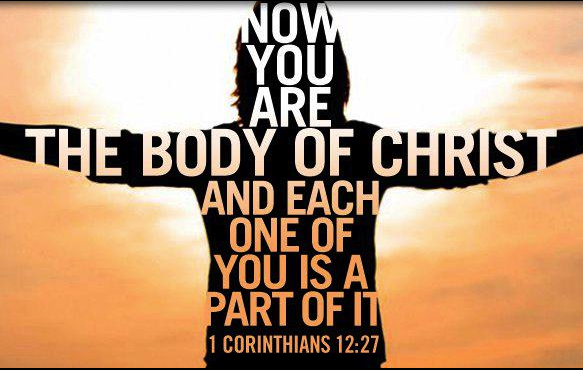 NOW
YOU
ARE
THE BODY OF CHRIST
AND EACH
ONE OF
YOU IS A
PART OF IT
1 CORINTHIANS 12:27